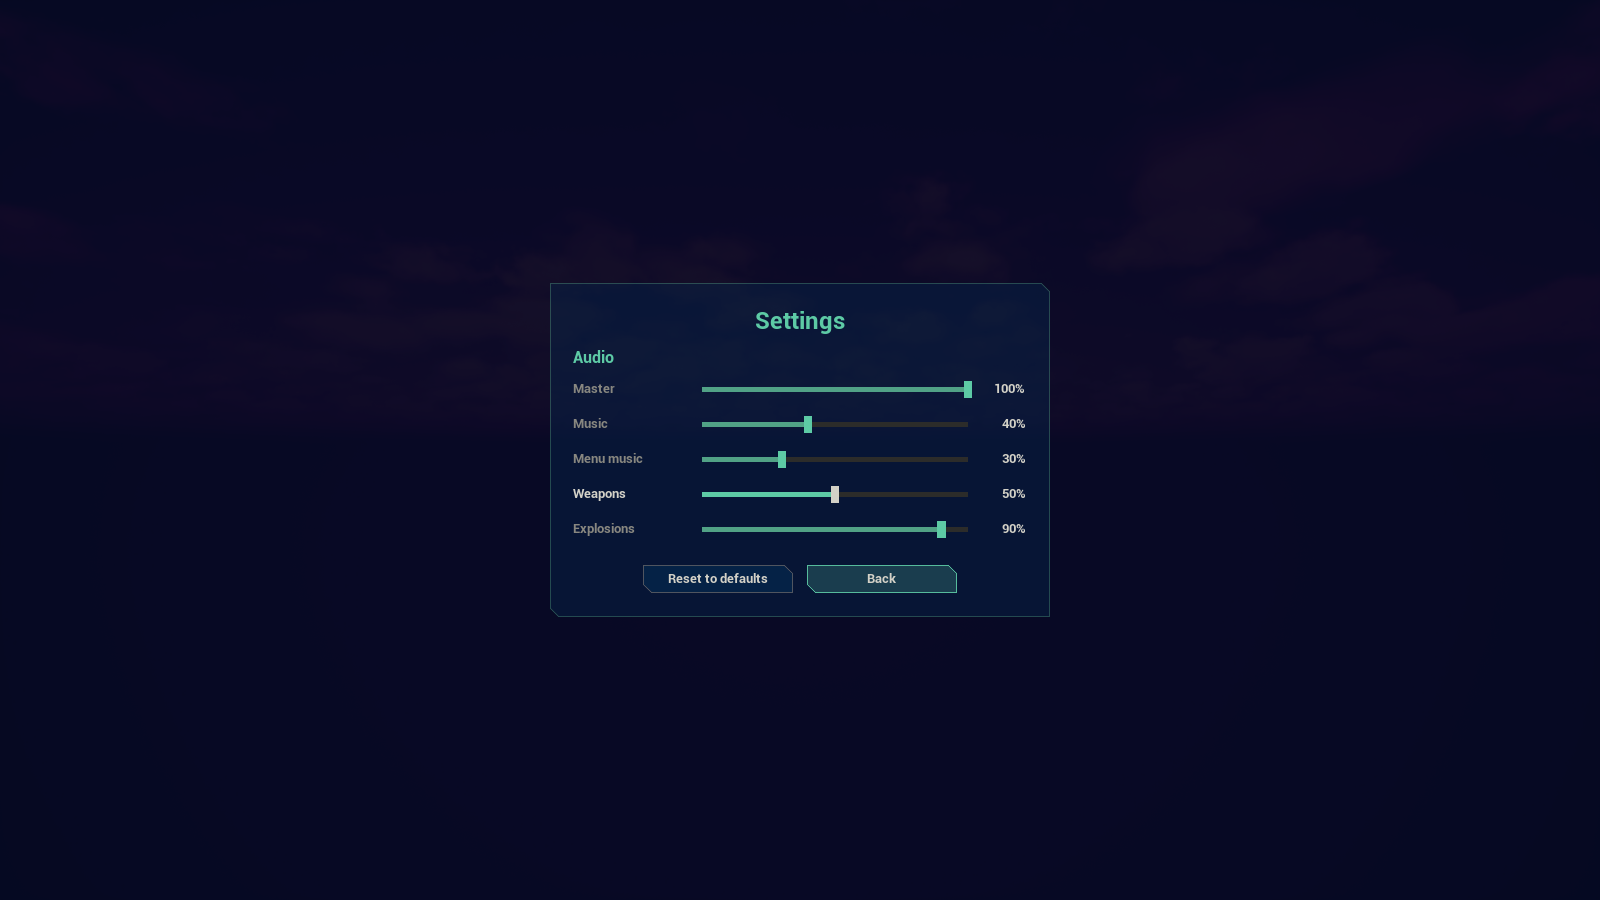 Settings
Audio
Master 100%
Music 40%
Menu music 30%
Weapons 50%
Explosions 90%
Reset to defaults Back